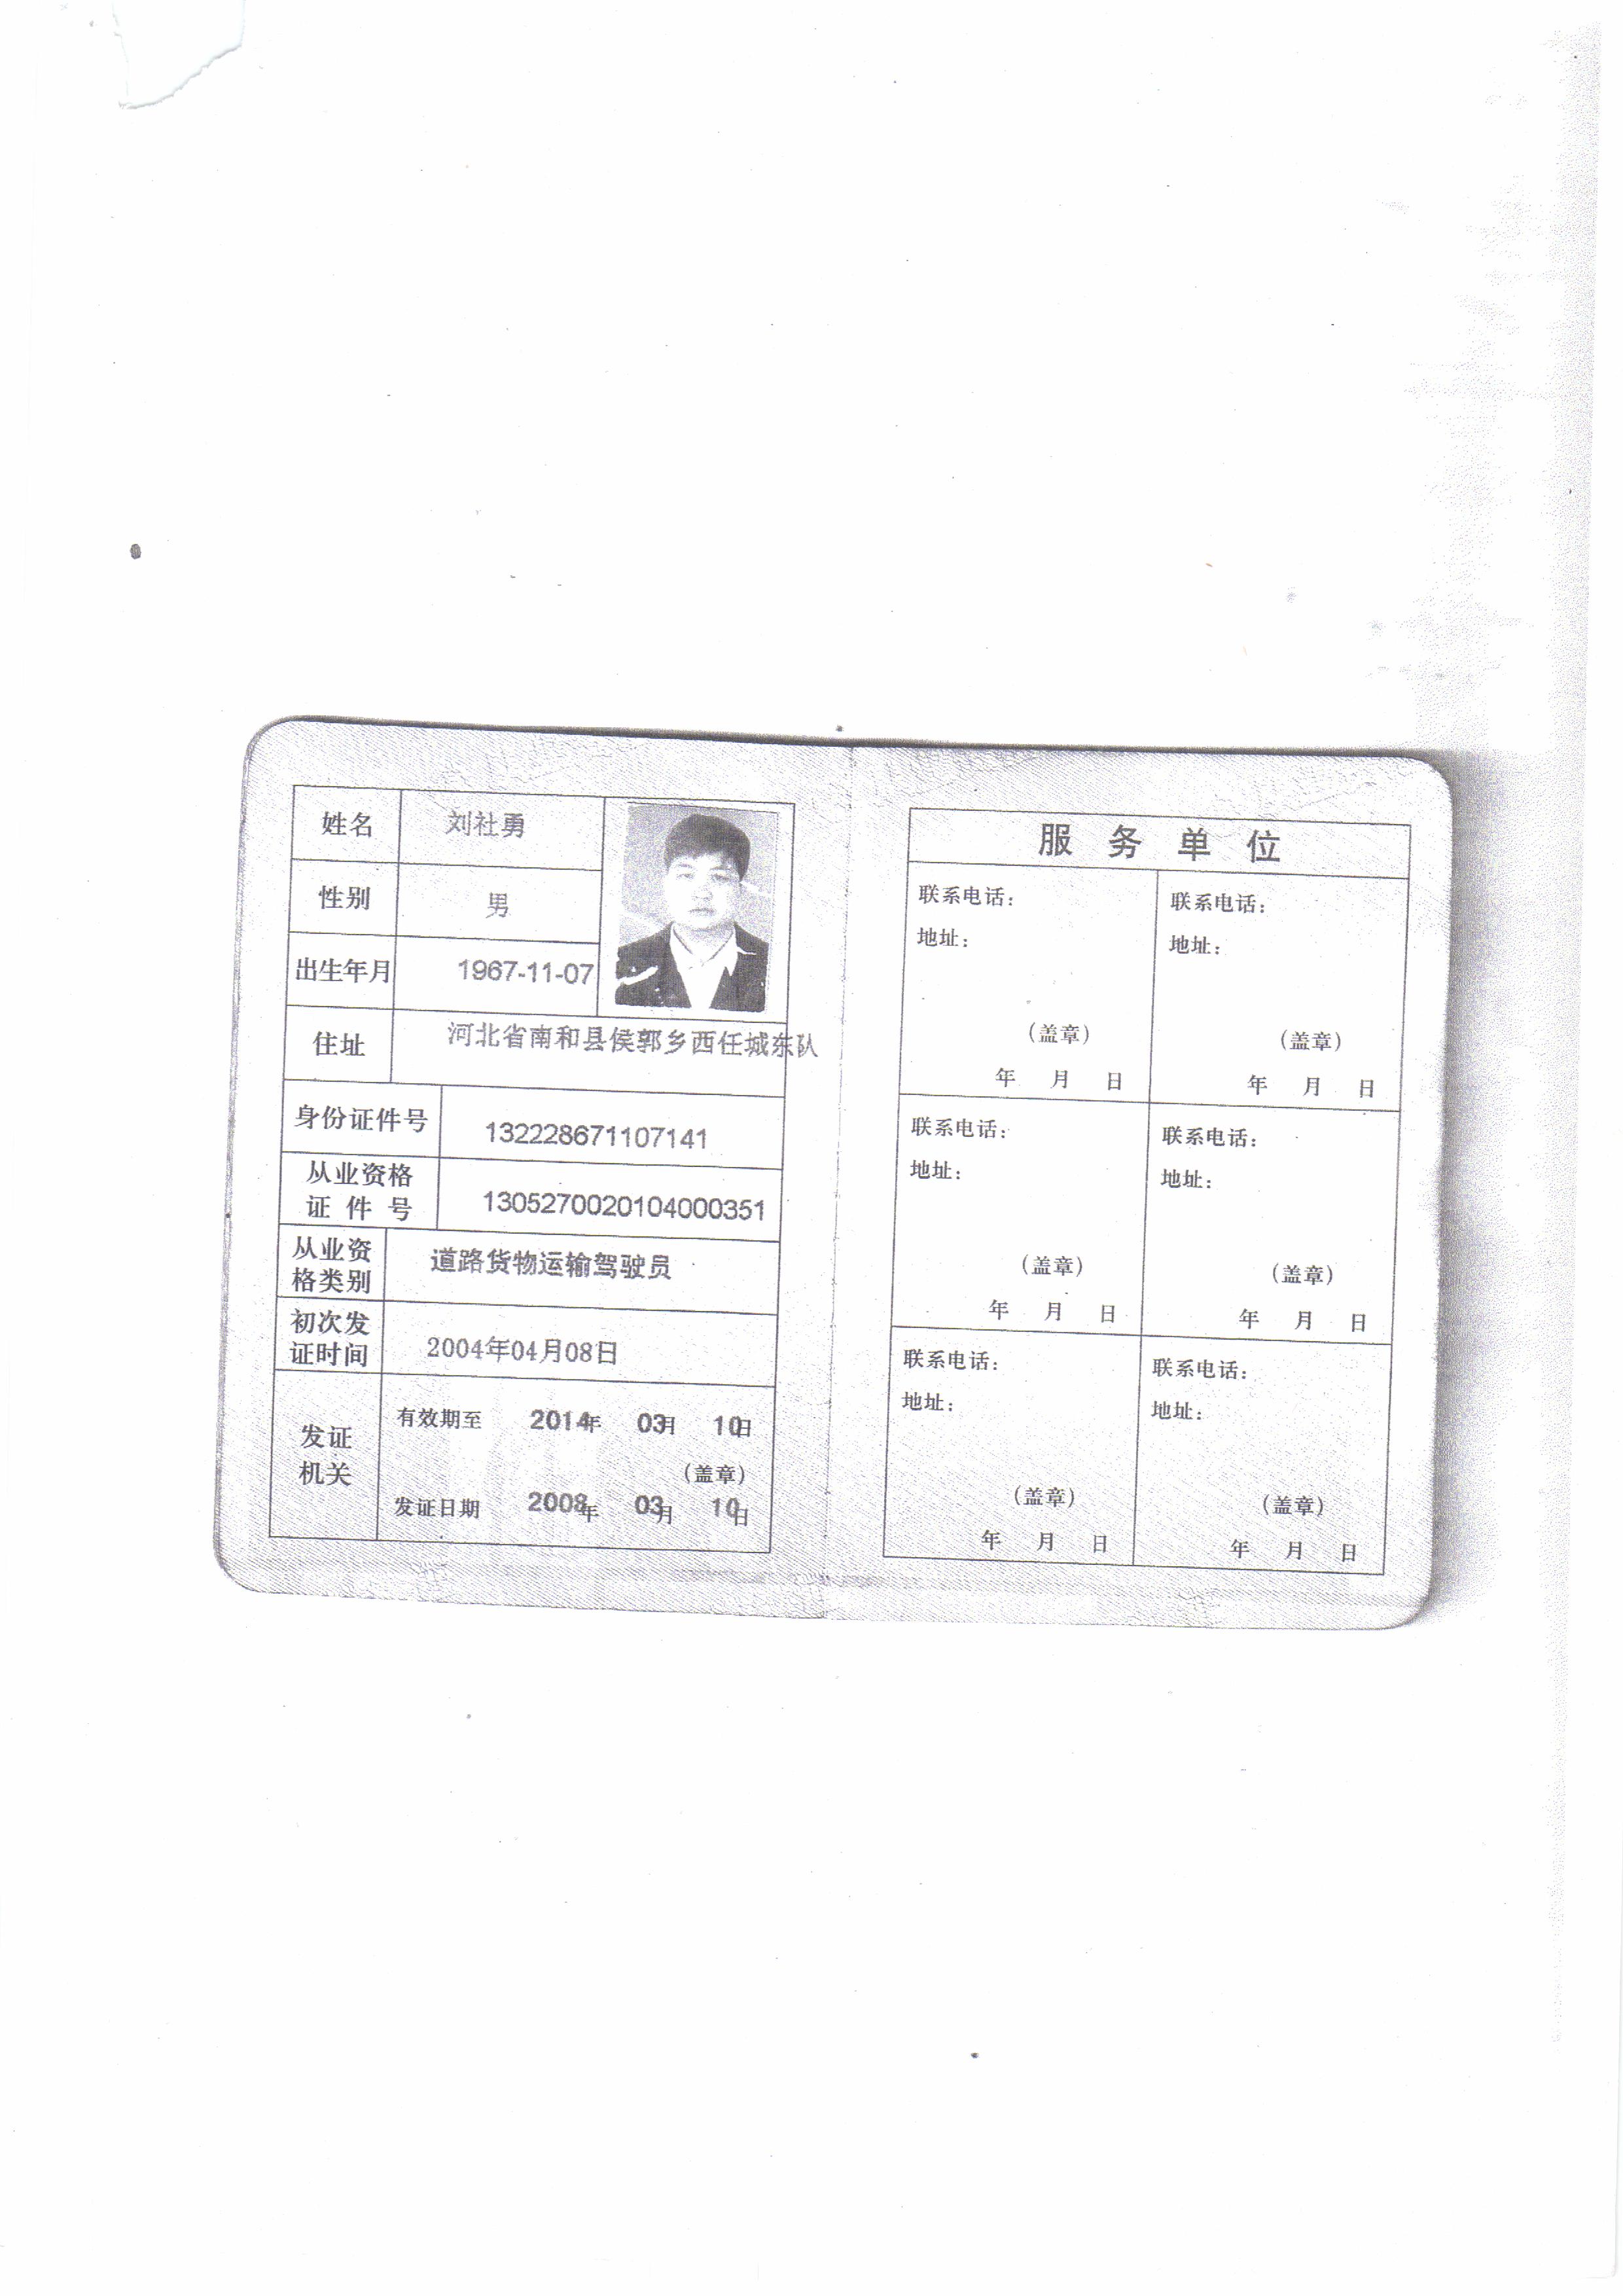 姓名 刘社勇
性别 男
出生年月 1967-11-07
住址 河北省南和县侯郭乡西任城东队
身份证件号 132228671107141
从业资格
证件号 1305270020104000351
从业资
格类别 道路货物运输驾驶员
初次发
证时间 2004年04月08日
发证
机关
有效期至 2014年 03月 10日
(盖章)
发证日期 2008年 03月 10日
服务单位
联系电话:
地址:
(盖章)
年 月 日
联系电话:
地址:
(盖章)
年 月 日
联系电话:
地址:
(盖章)
年 月 日
联系电话:
地址:
(盖章)
年 月 日
联系电话:
地址:
(盖章)
年 月 日
联系电话:
地址:
(盖章)
年 月 日